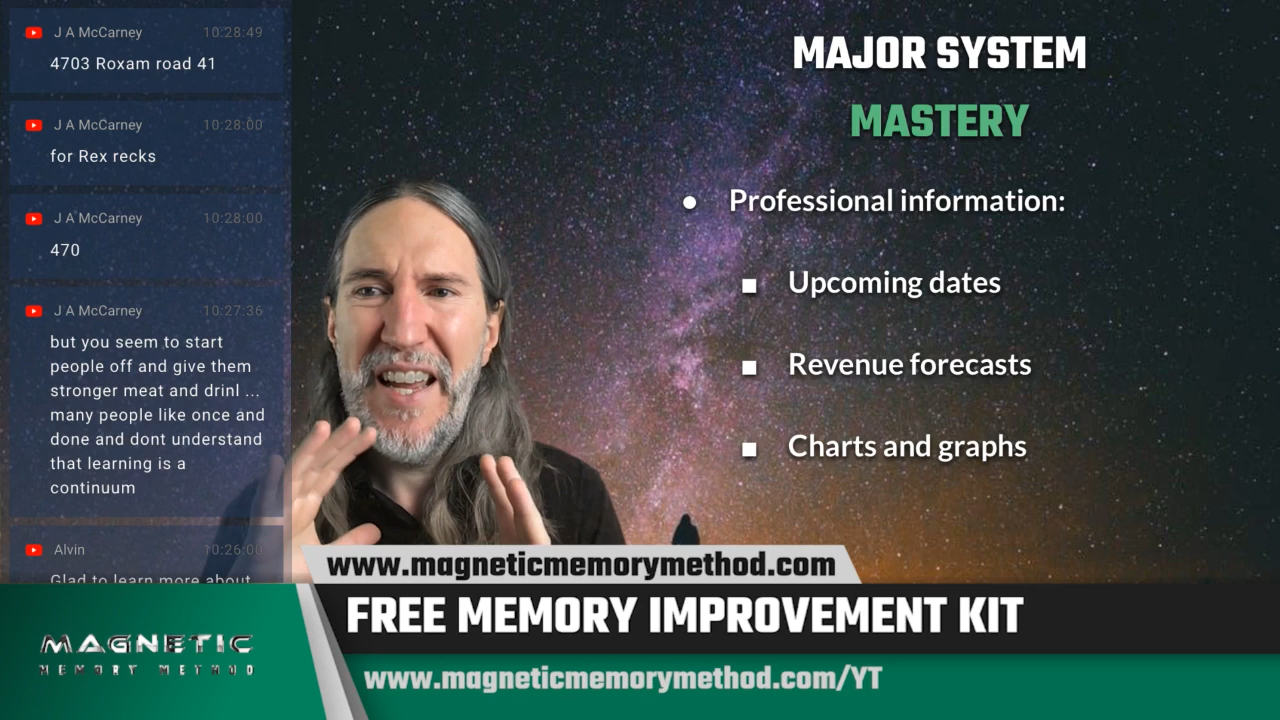 J A McCarney 10:28:49
4703 Roxam road 41
J A McCarney 10:28:00
for Rex recks
J A McCarney 10:28:00
470
J A McCarney 10:27:36
but you seem to start
people off and give them
stronger meat and drinl ...
many people like once and
done and dont understand
that learning is a
continuum
Alvin 10:26:00
Glad to learn more about
MAJOR SYSTEM
MASTERY
Professional information:
Upcoming dates
Revenue forecasts
Charts and graphs
www.magneticmemorymethod.com
FREE MEMORY IMPROVEMENT KIT
www.magneticmemorymethod.com/YT
MAGNETIC
MEMORY METHOD